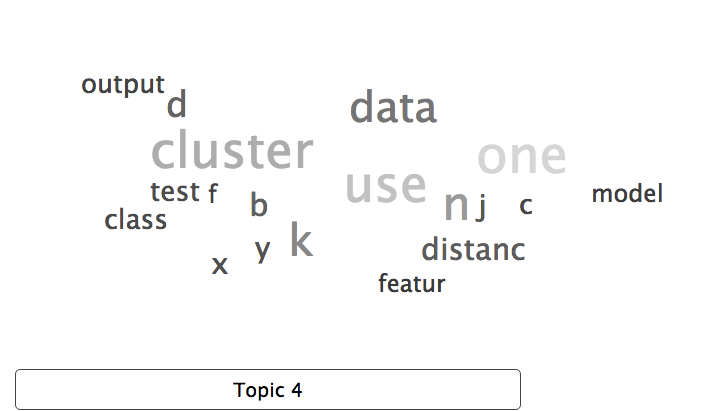 output
d
data
cluster
one
use
test f
b
n j
c
model
class
k
y
distanc
x
featur
Topic 4